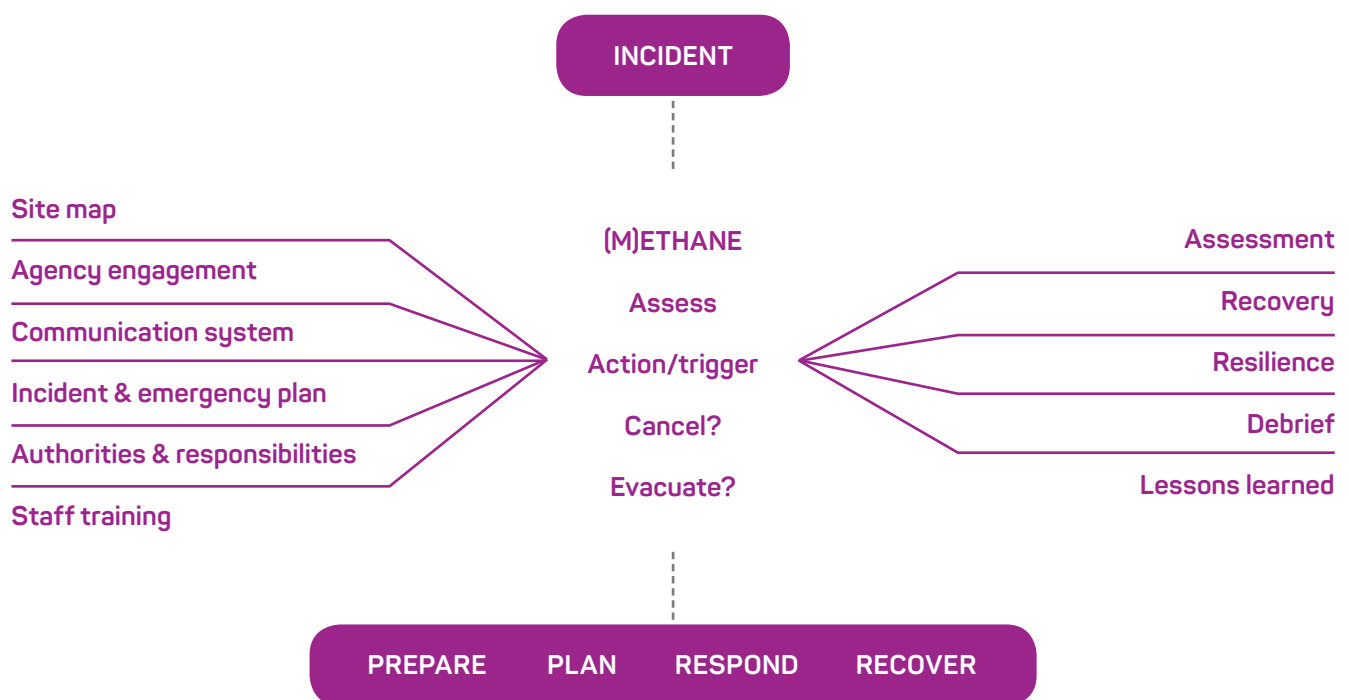 INCIDENT
Site map
Agency engagement
Communication system
Incident & emergency plan
Authorities & responsibilities
Staff training
(M)ETHANE
Assess
Action/trigger
Cancel?
Evacuate?
Assessment
Recovery
Resilience
Debrief
Lessons learned
PREPARE PLAN RESPOND RECOVER